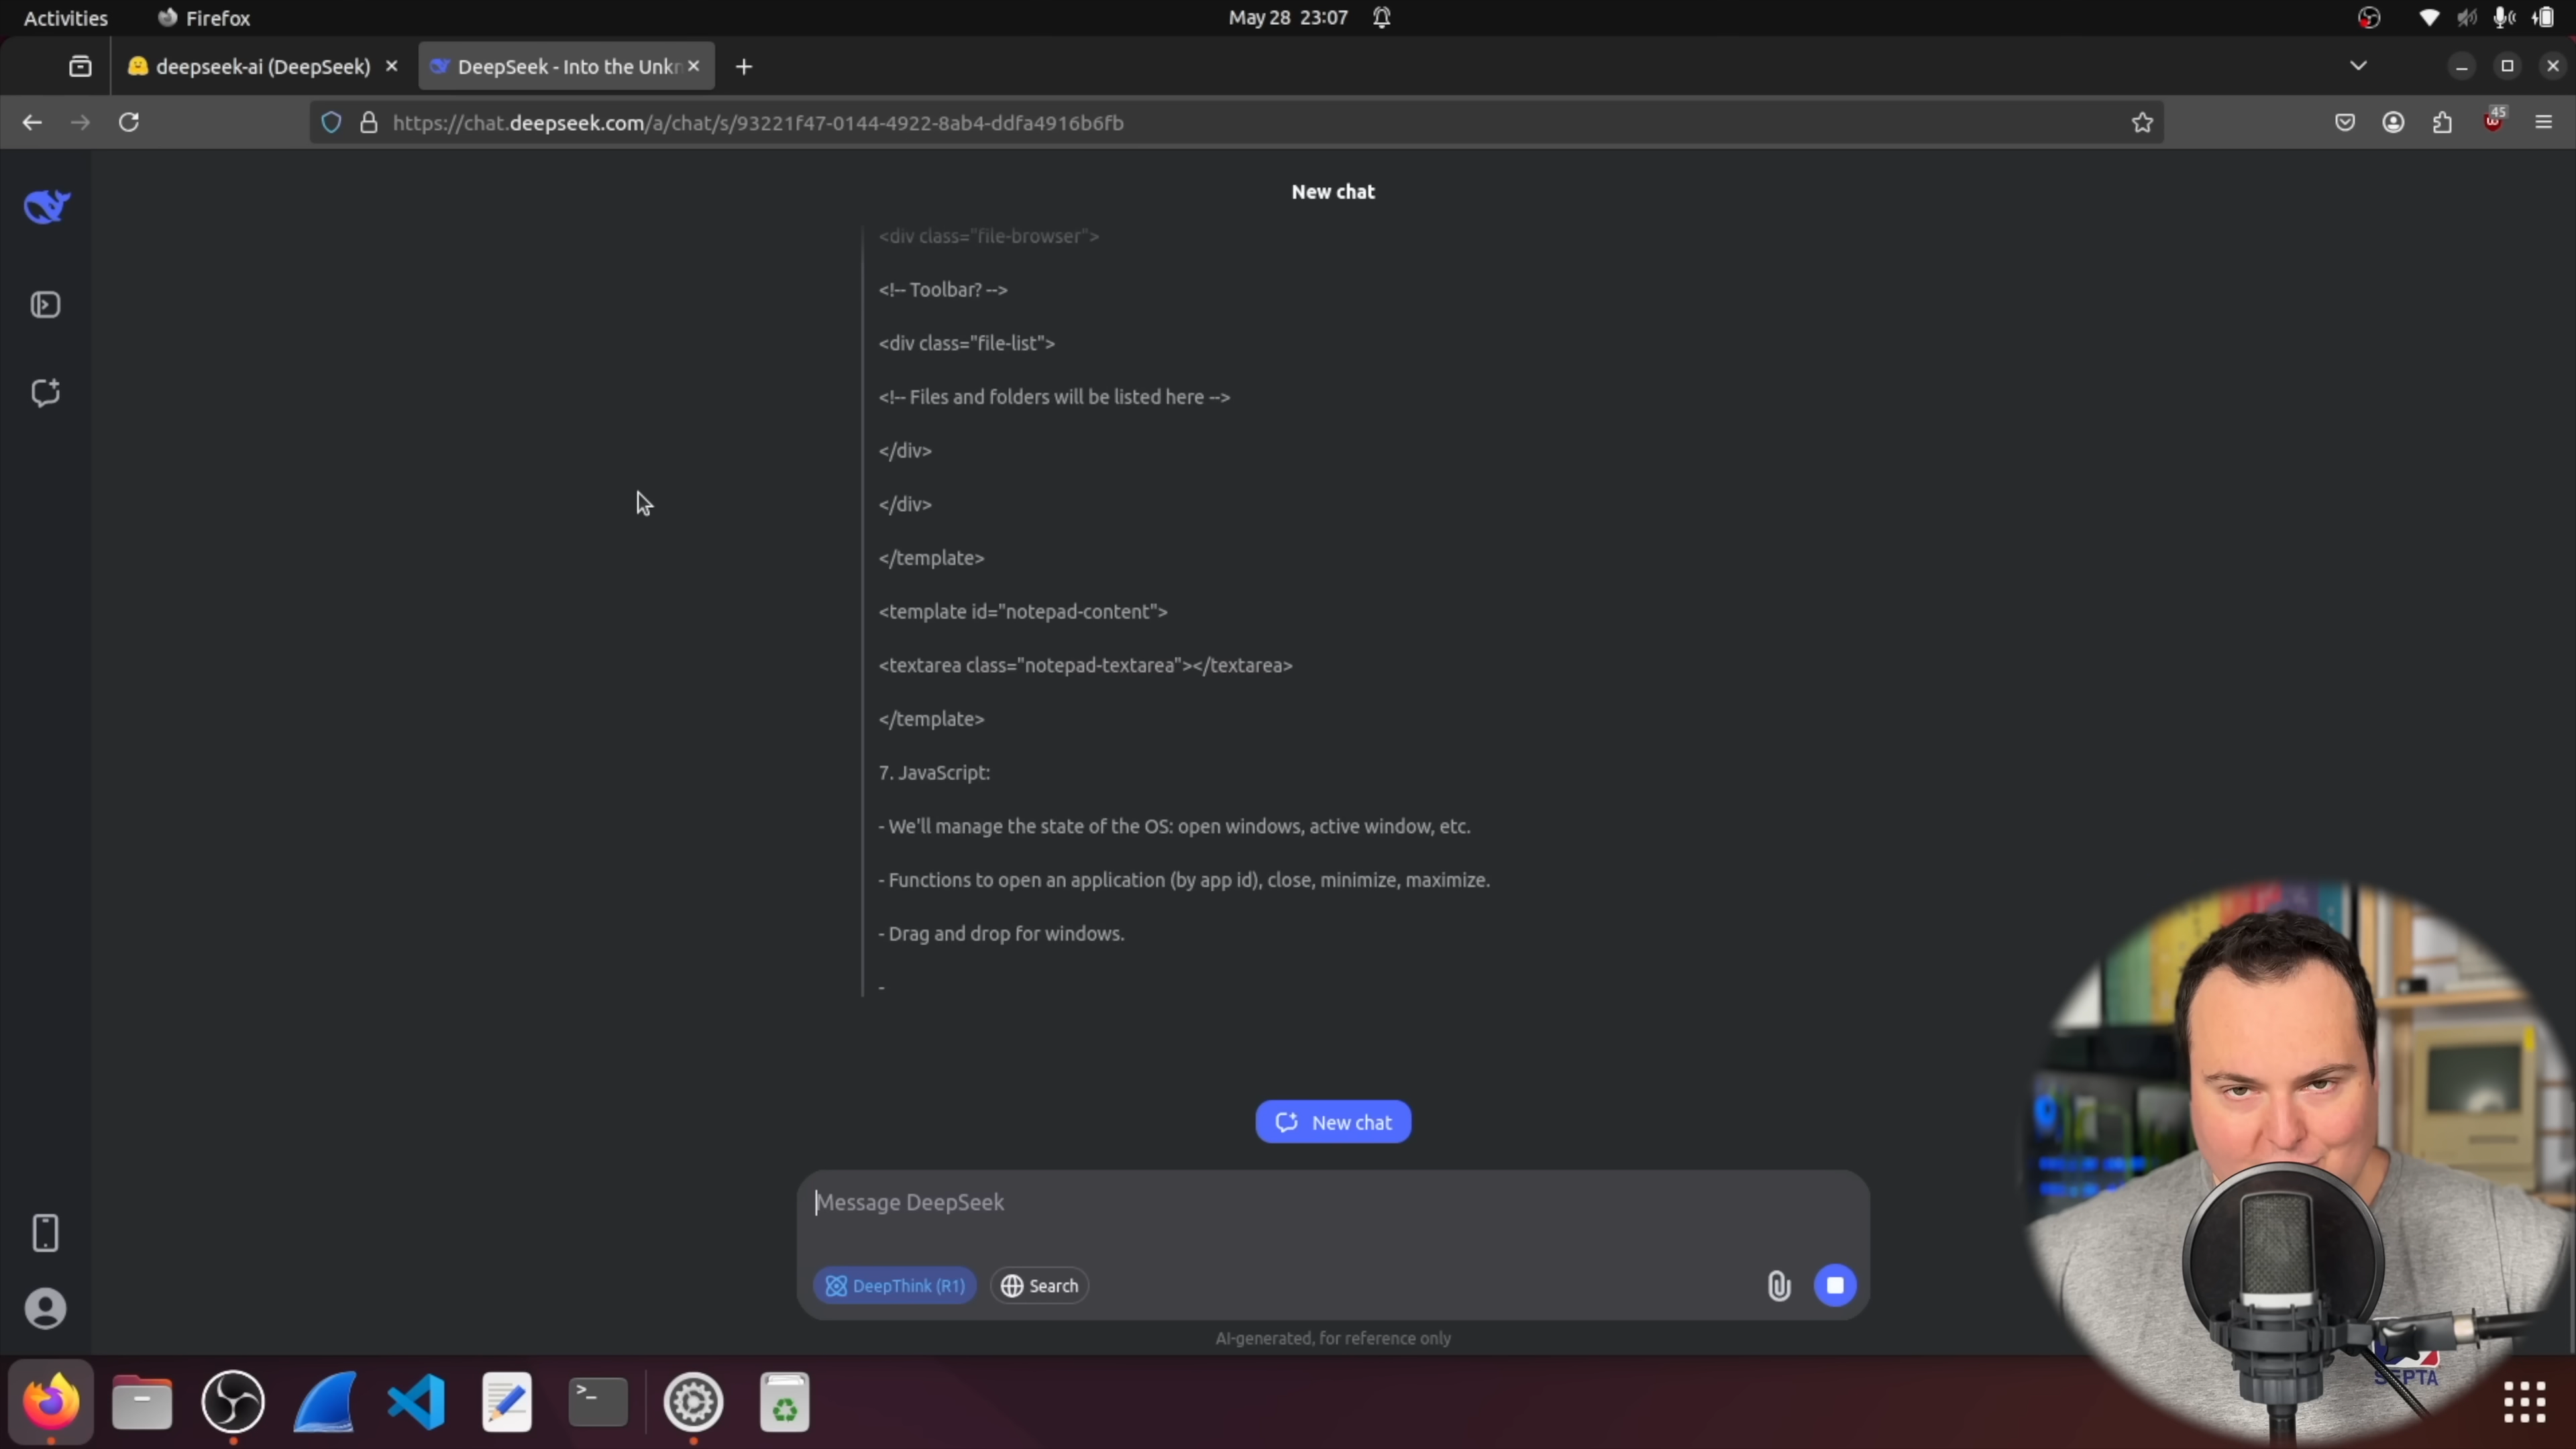 Activities Firefox May 28 23:07
deepseek-ai (DeepSeek) DeepSeek - Into the Unkn
https://chat.deepseek.com/a/chat/s/93221f47-0144-4922-8ab4-ddfa4916b6fb 45
New chat
<div class="file-browser">
<!-- Toolbar? -->
<div class="file-list">
<!-- Files and folders will be listed here -->
</div>
</div>
</template>
<template id="notepad-content">
<textarea class="notepad-textarea"></textarea>
</template>
7. JavaScript:
- We'll manage the state of the OS: open windows, active window, etc.
- Functions to open an application (by app id), close, minimize, maximize.
- Drag and drop for windows.
-
New chat
Message DeepSeek
DeepThink (R1) Search
AI-generated, for reference only
SEPTA